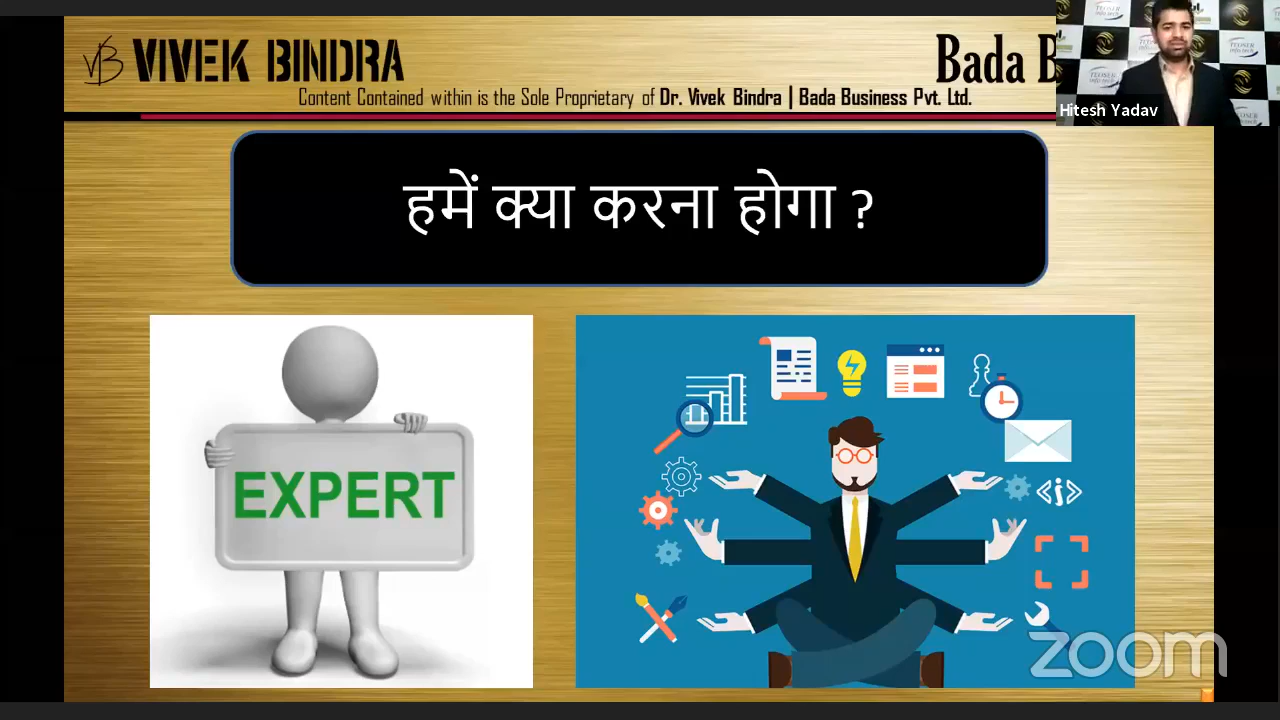 VB VIVEK BINDRA
Bada B
Content Contained within is the Sole Proprietary of Dr. Vivek Bindra | Bada Business Pvt. Ltd.
Hitesh Yadav
हमें क्या करना होगा ?
EXPERT
zoom